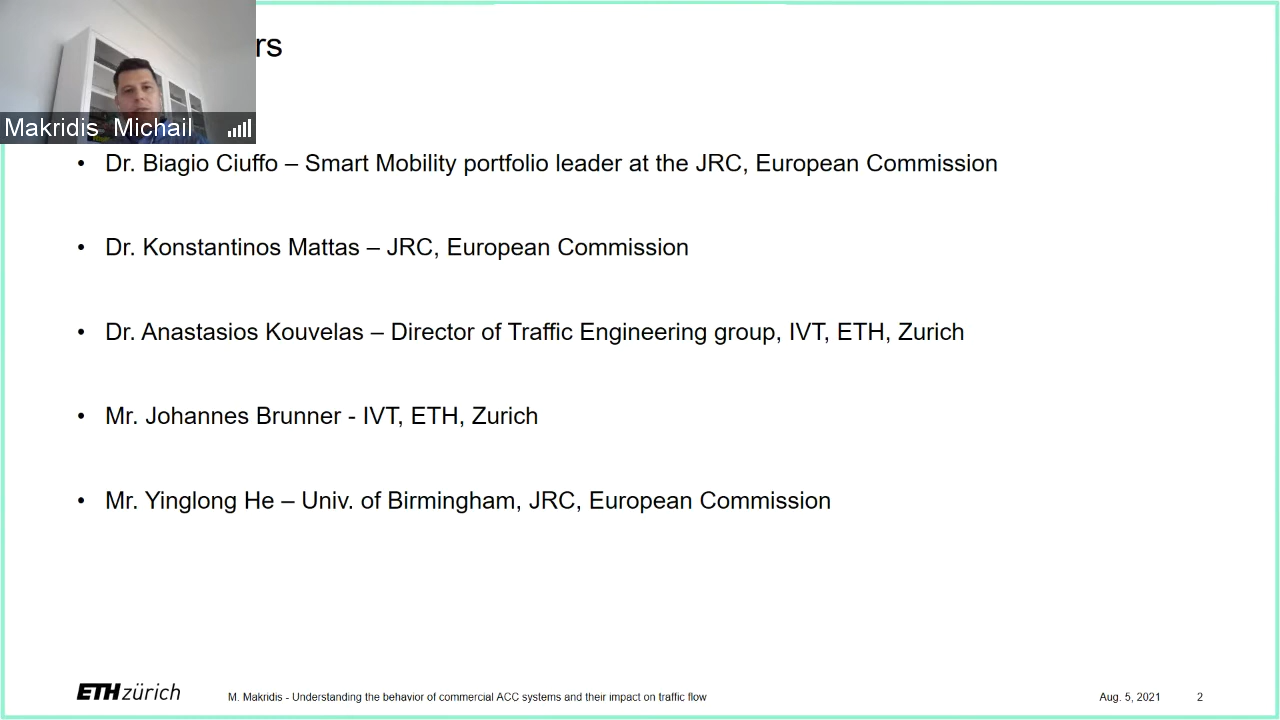 rs
Makridis Michail
• Dr. Biagio Ciuffo – Smart Mobility portfolio leader at the JRC, European Commission
• Dr. Konstantinos Mattas – JRC, European Commission
• Dr. Anastasios Kouvelas – Director of Traffic Engineering group, IVT, ETH, Zurich
• Mr. Johannes Brunner - IVT, ETH, Zurich
• Mr. Yinglong He – Univ. of Birmingham, JRC, European Commission
ETH zürich
M. Makridis - Understanding the behavior of commercial ACC systems and their impact on traffic flow
Aug. 5, 2021
2